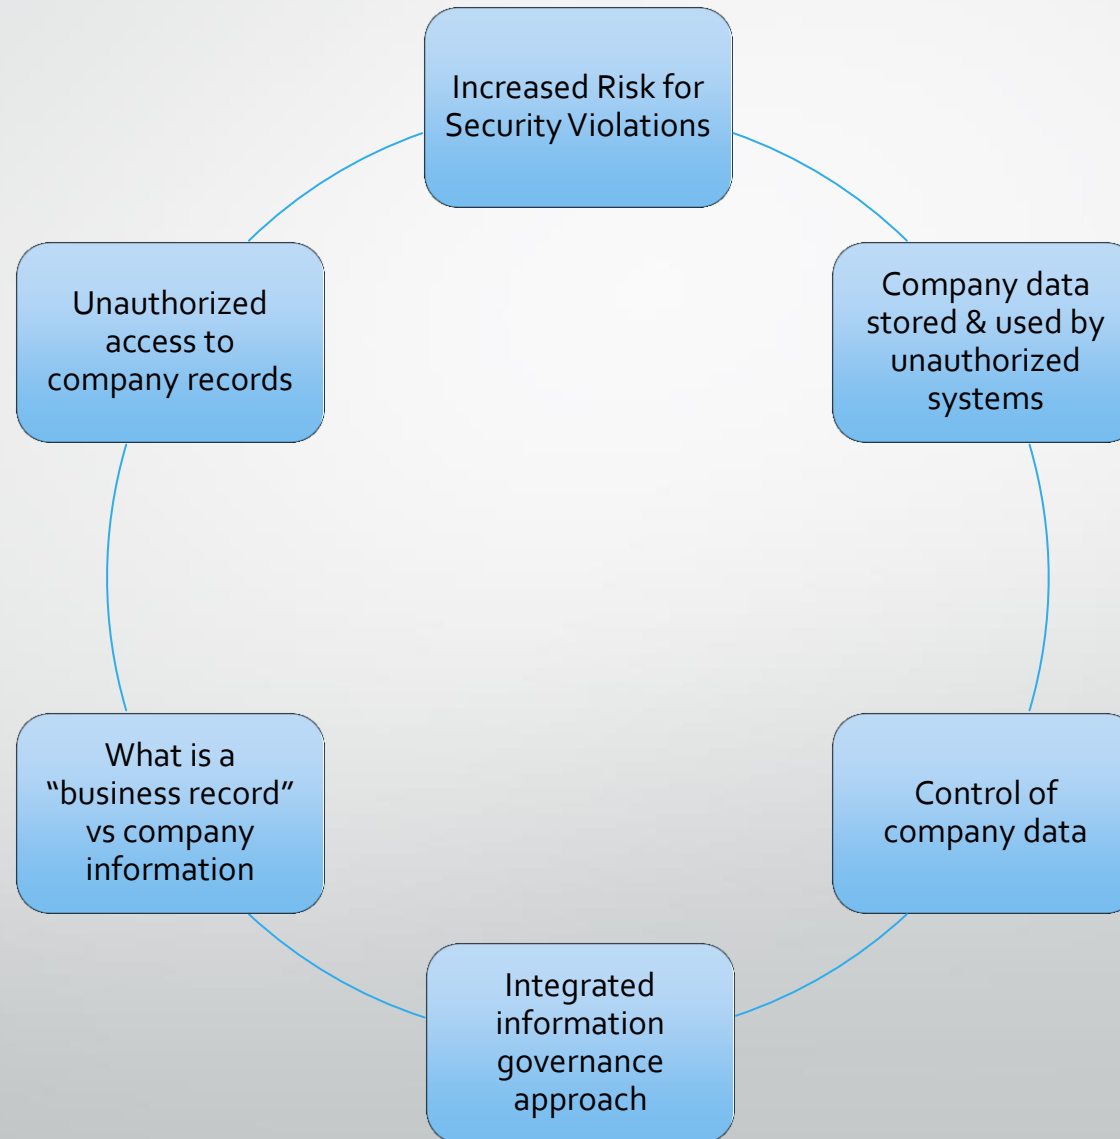 Increased Risk for
Security Violations
Company data
stored & used by
unauthorized
systems
Control of
company data
Integrated
information
governance
approach
What is a
“business record”
vs company
information
Unauthorized
access to
company records